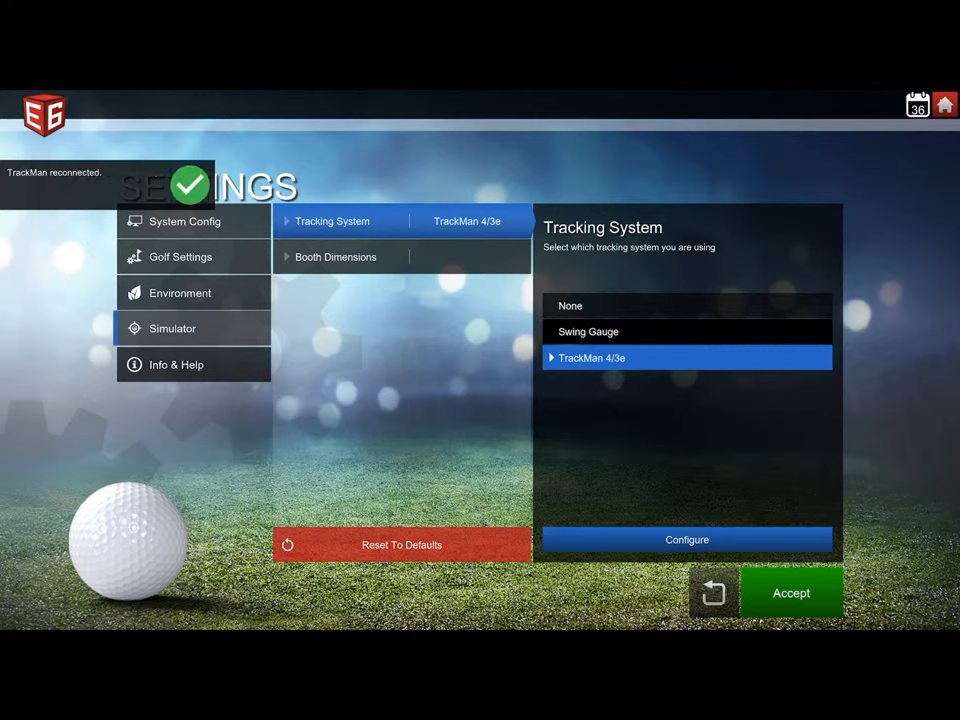 E6
36
TrackMan reconnected.
SETTINGS
System Config
Golf Settings
Environment
Simulator
Info & Help
Tracking System
TrackMan 4/3e
Booth Dimensions
Reset To Defaults
Tracking System
Select which tracking system you are using
None
Swing Gauge
TrackMan 4/3e
Configure
Accept